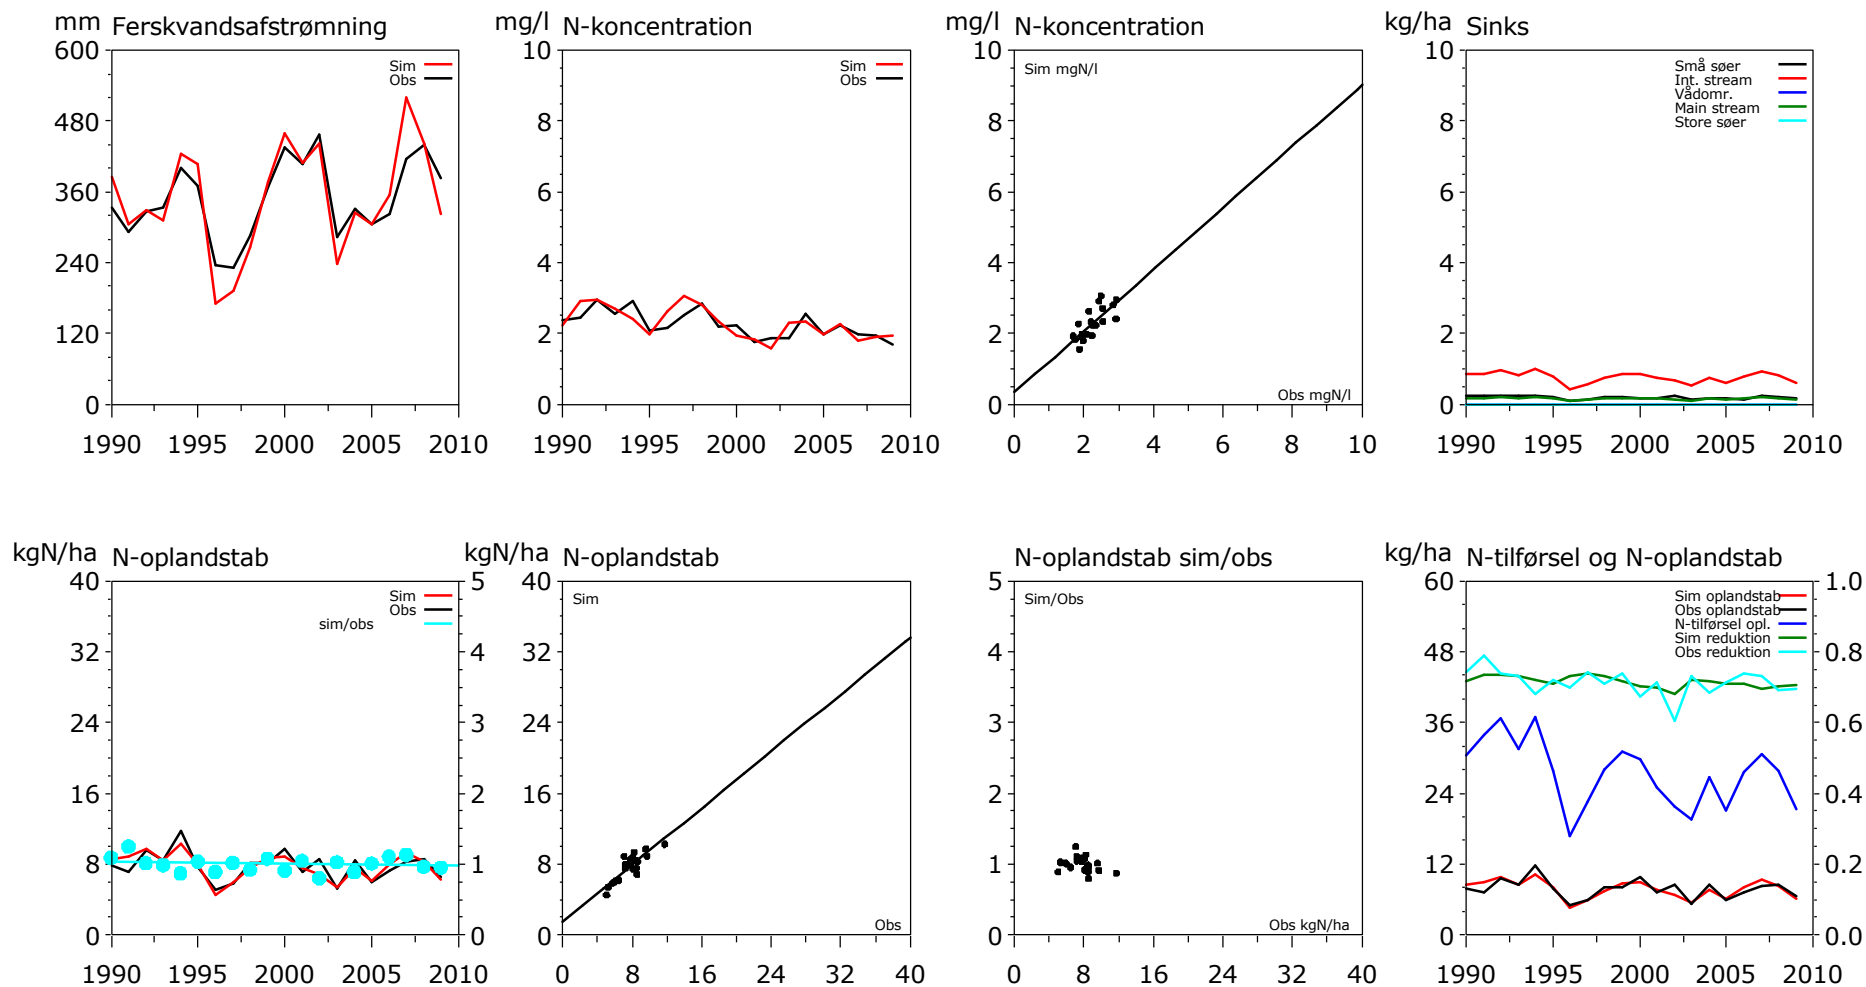 mm Ferskvandsafstrømning
600
480
360
240
120
0
Sim
Obs
1990 1995 2000 2005 2010
mg/l N-koncentration
10
8
6
4
2
0
Sim
Obs
1990 1995 2000 2005 2010
mg/l N-koncentration
10
8
6
4
2
0
Sim mgN/l
Obs mgN/l
0 2 4 6 8 10
kg/ha Sinks
10
8
6
4
2
0
Små søer
Int. stream
Vådomr.
Main stream
Store søer
1990 1995 2000 2005 2010
kgN/ha N-oplandstab
40
32
24
16
8
0
Sim
Obs
sim/obs
5
4
3
2
1
0
1990 1995 2000 2005 2010
kgN/ha N-oplandstab
40
32
24
16
8
0
Sim
Obs
0 8 16 24 32 40
N-oplandstab sim/obs
5
4
3
2
1
0
Sim/Obs
Obs kgN/ha
0 8 16 24 32 40
kg/ha N-tilførsel og N-oplandstab
60
48
36
24
12
0
Sim oplandstab
Obs oplandstab
N-tilførsel opl.
Sim reduktion
Obs reduktion
1.0
0.8
0.6
0.4
0.2
0.0
1990 1995 2000 2005 2010